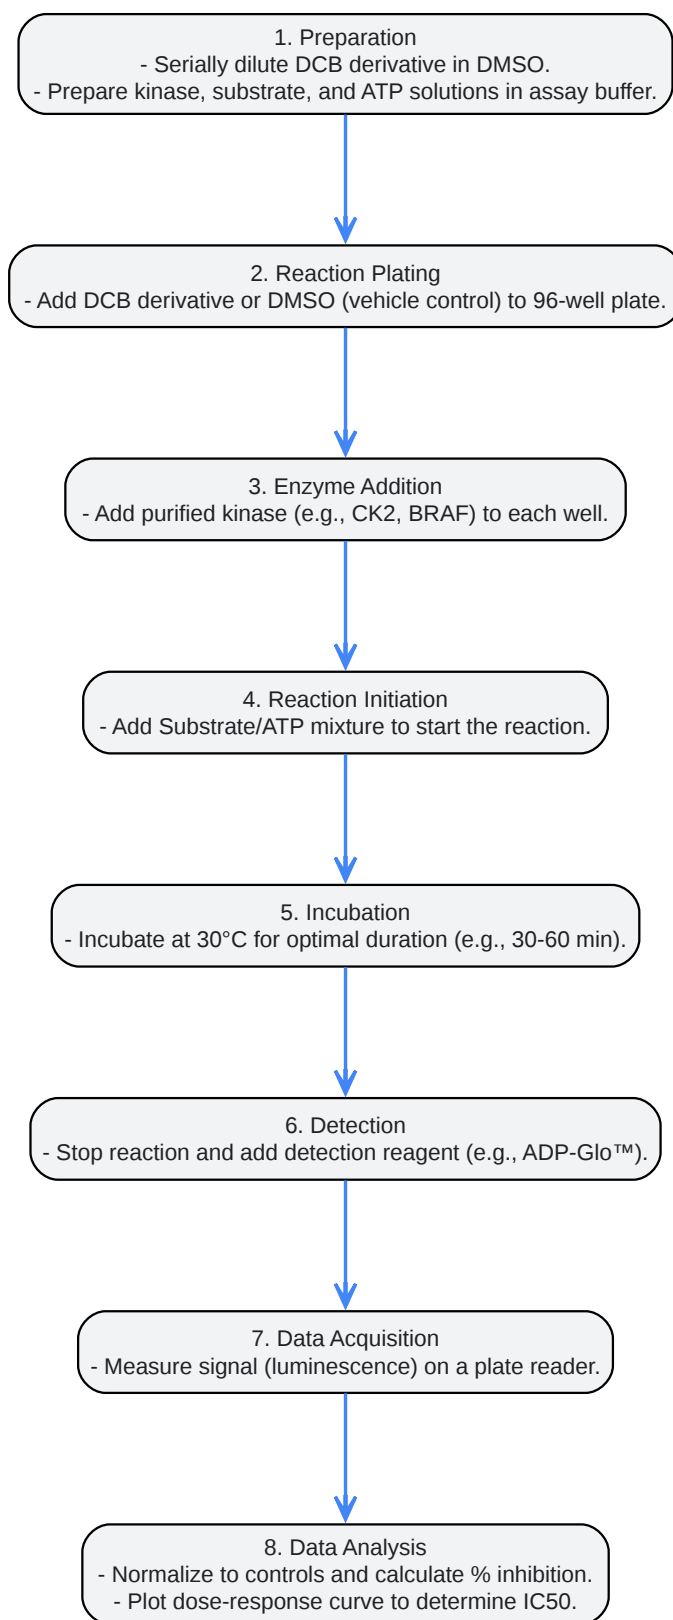 1. Preparation
- Serially dilute DCB derivative in DMSO.
- Prepare kinase, substrate, and ATP solutions in assay buffer.
2. Reaction Plating
- Add DCB derivative or DMSO (vehicle control) to 96-well plate.
3. Enzyme Addition
- Add purified kinase (e.g., CK2, BRAF) to each well.
4. Reaction Initiation
- Add Substrate/ATP mixture to start the reaction.
5. Incubation
- Incubate at 30°C for optimal duration (e.g., 30-60 min).
6. Detection
- Stop reaction and add detection reagent (e.g., ADP-Glo™).
7. Data Acquisition
- Measure signal (luminescence) on a plate reader.
8. Data Analysis
- Normalize to controls and calculate % inhibition.
- Plot dose-response curve to determine IC50.